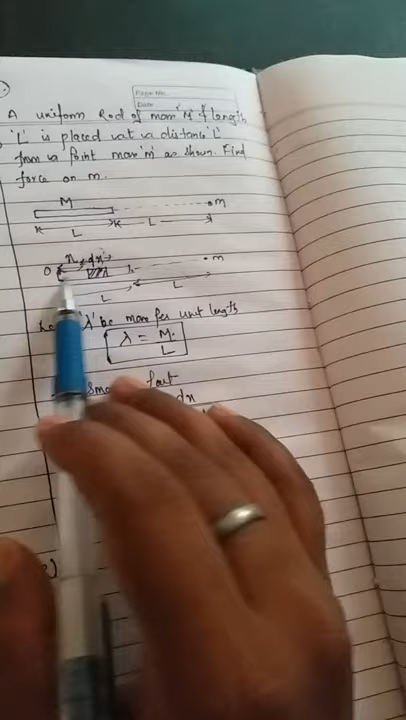 Page No.
Date
A uniform Rod of mass 'M' & length
'L' is placed at a distance 'L'
from a point mass 'm' as shown. Find
force on m.
M
m
L
L
x dx
O
m
L
L
'λ' be mass per unit length
λ = M/L
small
dx